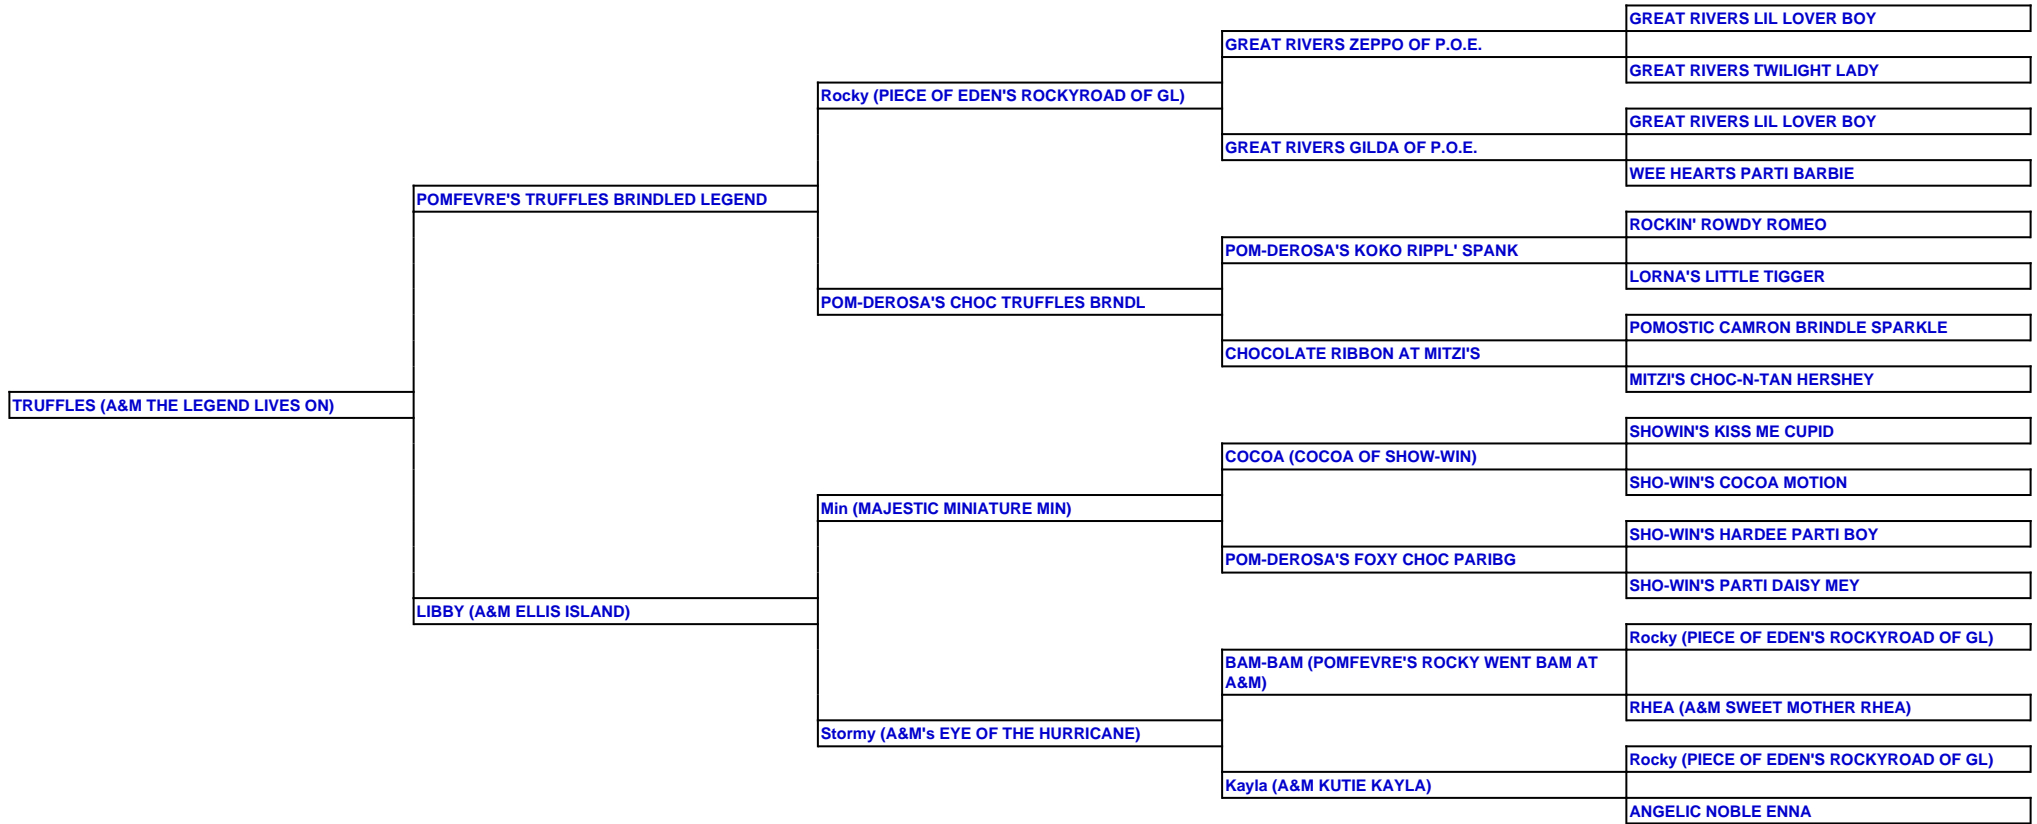 GREAT RIVERS LIL LOVER BOY
GREAT RIVERS ZEPPO OF P.O.E.
GREAT RIVERS TWILIGHT LADY
Rocky (PIECE OF EDEN'S ROCKYROAD OF GL)
GREAT RIVERS LIL LOVER BOY
GREAT RIVERS GILDA OF P.O.E.
WEE HEARTS PARTI BARBIE
POMFEVRE'S TRUFFLES BRINDLED LEGEND
ROCKIN' ROWDY ROMEO
POM-DEROSA'S KOKO RIPPL' SPANK
LORNA'S LITTLE TIGGER
POM-DEROSA'S CHOC TRUFFLES BRNDL
POMOSTIC CAMRON BRINDLE SPARKLE
CHOCOLATE RIBBON AT MITZI'S
MITZI'S CHOC-N-TAN HERSHEY
TRUFFLES (A&M THE LEGEND LIVES ON)
SHOWIN'S KISS ME CUPID
COCOA (COCOA OF SHOW-WIN)
SHO-WIN'S COCOA MOTION
Min (MAJESTIC MINIATURE MIN)
SHO-WIN'S HARDEE PARTI BOY
POM-DEROSA'S FOXY CHOC PARIBG
SHO-WIN'S PARTI DAISY MEY
LIBBY (A&M ELLIS ISLAND)
Rocky (PIECE OF EDEN'S ROCKYROAD OF GL)
BAM-BAM (POMFEVRE'S ROCKY WENT BAM AT
A&M)
RHEA (A&M SWEET MOTHER RHEA)
Stormy (A&M's EYE OF THE HURRICANE)
Rocky (PIECE OF EDEN'S ROCKYROAD OF GL)
Kayla (A&M KUTIE KAYLA)
ANGELIC NOBLE ENNA